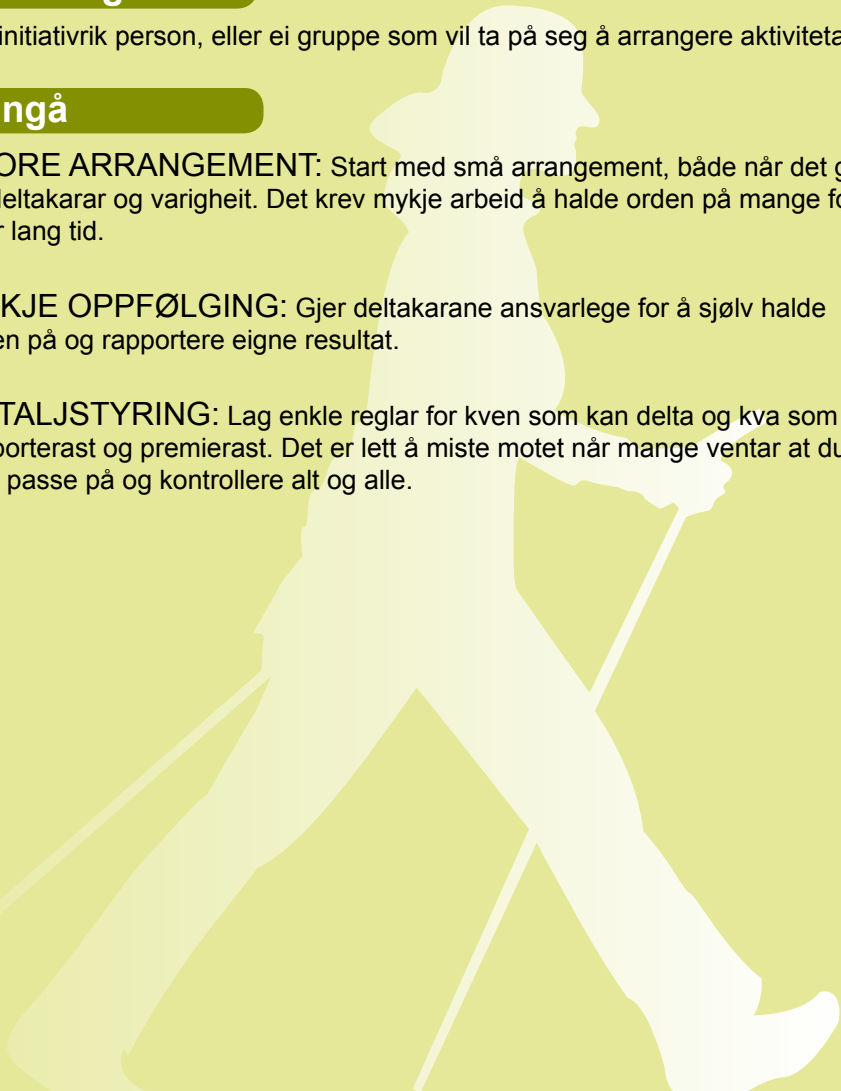 initiativrik person, eller ei gruppe som vil ta på seg å arrangere aktiviteta
ngå
ORE ARRANGEMENT: Start med små arrangement, både når det g
deltakarar og varigheit. Det krev mykje arbeid å halde orden på mange fo
r lang tid.
KJE OPPFØLGING: Gjer deltakarane ansvarlege for å sjølv halde
en på og rapportere eigne resultat.
TALJSTYRING: Lag enkle reglar for kven som kan delta og kva som
porterast og premierast. Det er lett å miste motet når mange ventar at du
passe på og kontrollere alt og alle.